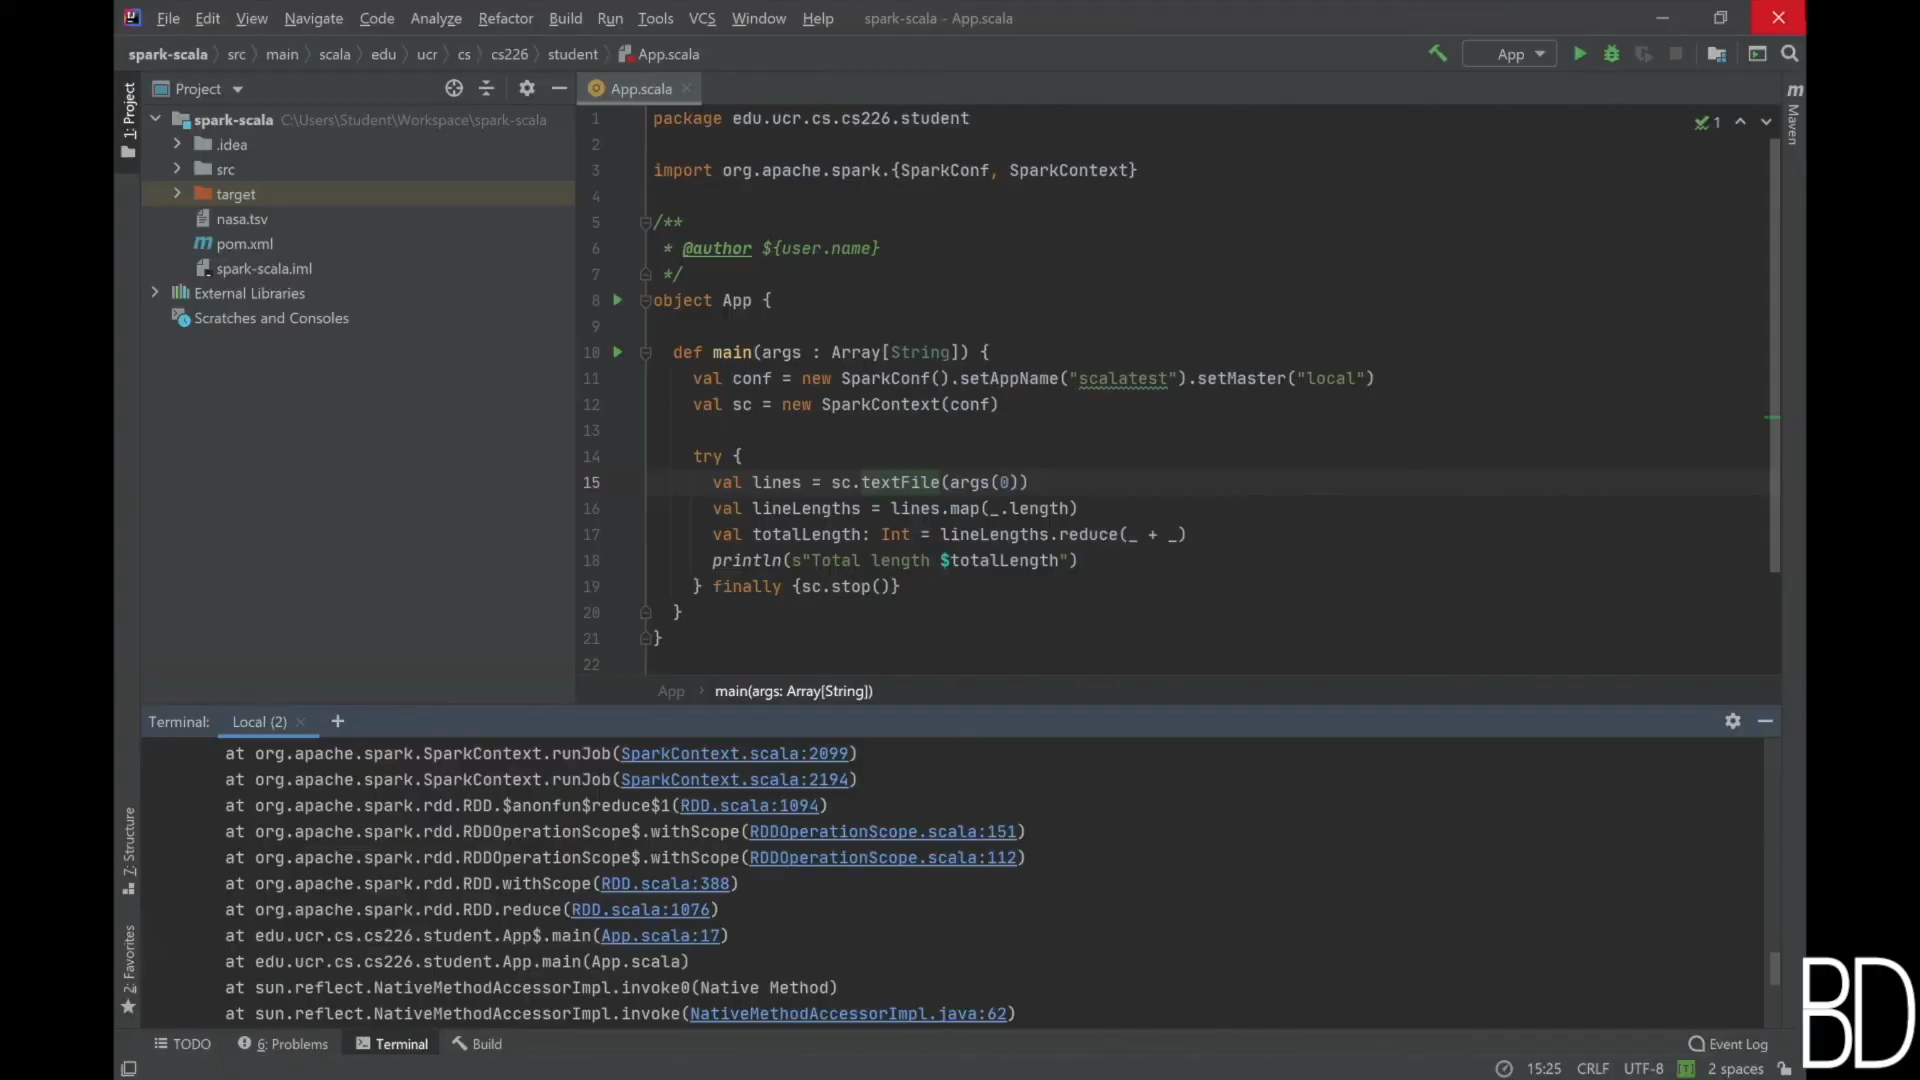 File Edit View Navigate Code Analyze Refactor Build Run Tools VCS Window Help spark-scala - App.scala
spark-scala src main scala edu ucr cs cs226 student App.scala
App
1: Project
Project
spark-scala C:\Users\Student\Workspace\spark-scala
.idea
src
target
nasa.tsv
m pom.xml
spark-scala.iml
External Libraries
Scratches and Consoles
App.scala
1 package edu.ucr.cs.cs226.student
2
3 import org.apache.spark.{SparkConf, SparkContext}
4
5 /**
6 * @author ${user.name}
7 */
8 object App {
9
10 def main(args : Array[String]) {
11 val conf = new SparkConf().setAppName("scalatest").setMaster("local")
12 val sc = new SparkContext(conf)
13
14 try {
15 val lines = sc.textFile(args(0))
16 val lineLengths = lines.map(_.length)
17 val totalLength: Int = lineLengths.reduce(_ + _)
18 println(s"Total length $totalLength")
19 } finally {sc.stop()}
20 }
21 }
22
1
m Maven
App main(args: Array[String])
Terminal: Local (2) +
at org.apache.spark.SparkContext.runJob(SparkContext.scala:2099)
at org.apache.spark.SparkContext.runJob(SparkContext.scala:2194)
at org.apache.spark.rdd.RDD.$anonfun$reduce$1(RDD.scala:1094)
at org.apache.spark.rdd.RDDOperationScope$.withScope(RDDOperationScope.scala:151)
at org.apache.spark.rdd.RDDOperationScope$.withScope(RDDOperationScope.scala:112)
at org.apache.spark.rdd.RDD.withScope(RDD.scala:388)
at org.apache.spark.rdd.RDD.reduce(RDD.scala:1076)
at edu.ucr.cs.cs226.student.App$.main(App.scala:17)
at edu.ucr.cs.cs226.student.App.main(App.scala)
at sun.reflect.NativeMethodAccessorImpl.invoke0(Native Method)
at sun.reflect.NativeMethodAccessorImpl.invoke(NativeMethodAccessorImpl.java:62)
7: Structure
2: Favorites
TODO 6: Problems Terminal Build
Event Log
15:25 CRLF UTF-8 [T] 2 spaces
BD